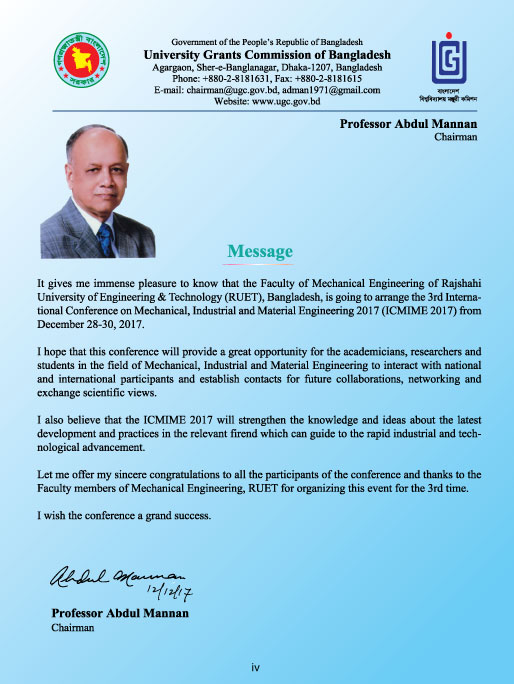 গণপ্রজাতন্ত্রী বাংলাদেশ
সরকার
Government of the People's Republic of Bangladesh
University Grants Commission of Bangladesh
Agargaon, Sher-e-Banglanagar, Dhaka-1207, Bangladesh
Phone: +880-2-8181631, Fax: +880-2-8181615
E-mail: chairman@ugc.gov.bd, adman1971@gmail.com
Website: www.ugc.gov.bd
বাংলাদেশ
বিশ্ববিদ্যালয় মঞ্জুরী কমিশন
Professor Abdul Mannan
Chairman
Message
It gives me immense pleasure to know that the Faculty of Mechanical Engineering of Rajshahi
University of Engineering & Technology (RUET), Bangladesh, is going to arrange the 3rd Interna-
tional Conference on Mechanical, Industrial and Material Engineering 2017 (ICMIME 2017) from
December 28-30, 2017.
I hope that this conference will provide a great opportunity for the academicians, researchers and
students in the field of Mechanical, Industrial and Material Engineering to interact with national
and international participants and establish contacts for future collaborations, networking and
exchange scientific views.
I also believe that the ICMIME 2017 will strengthen the knowledge and ideas about the latest
development and practices in the relevant firend which can guide to the rapid industrial and tech-
nological advancement.
Let me offer my sincere congratulations to all the participants of the conference and thanks to the
Faculty members of Mechanical Engineering, RUET for organizing this event for the 3rd time.
I wish the conference a grand success.
Abdul Mannan
12/12/17
Professor Abdul Mannan
Chairman
iv